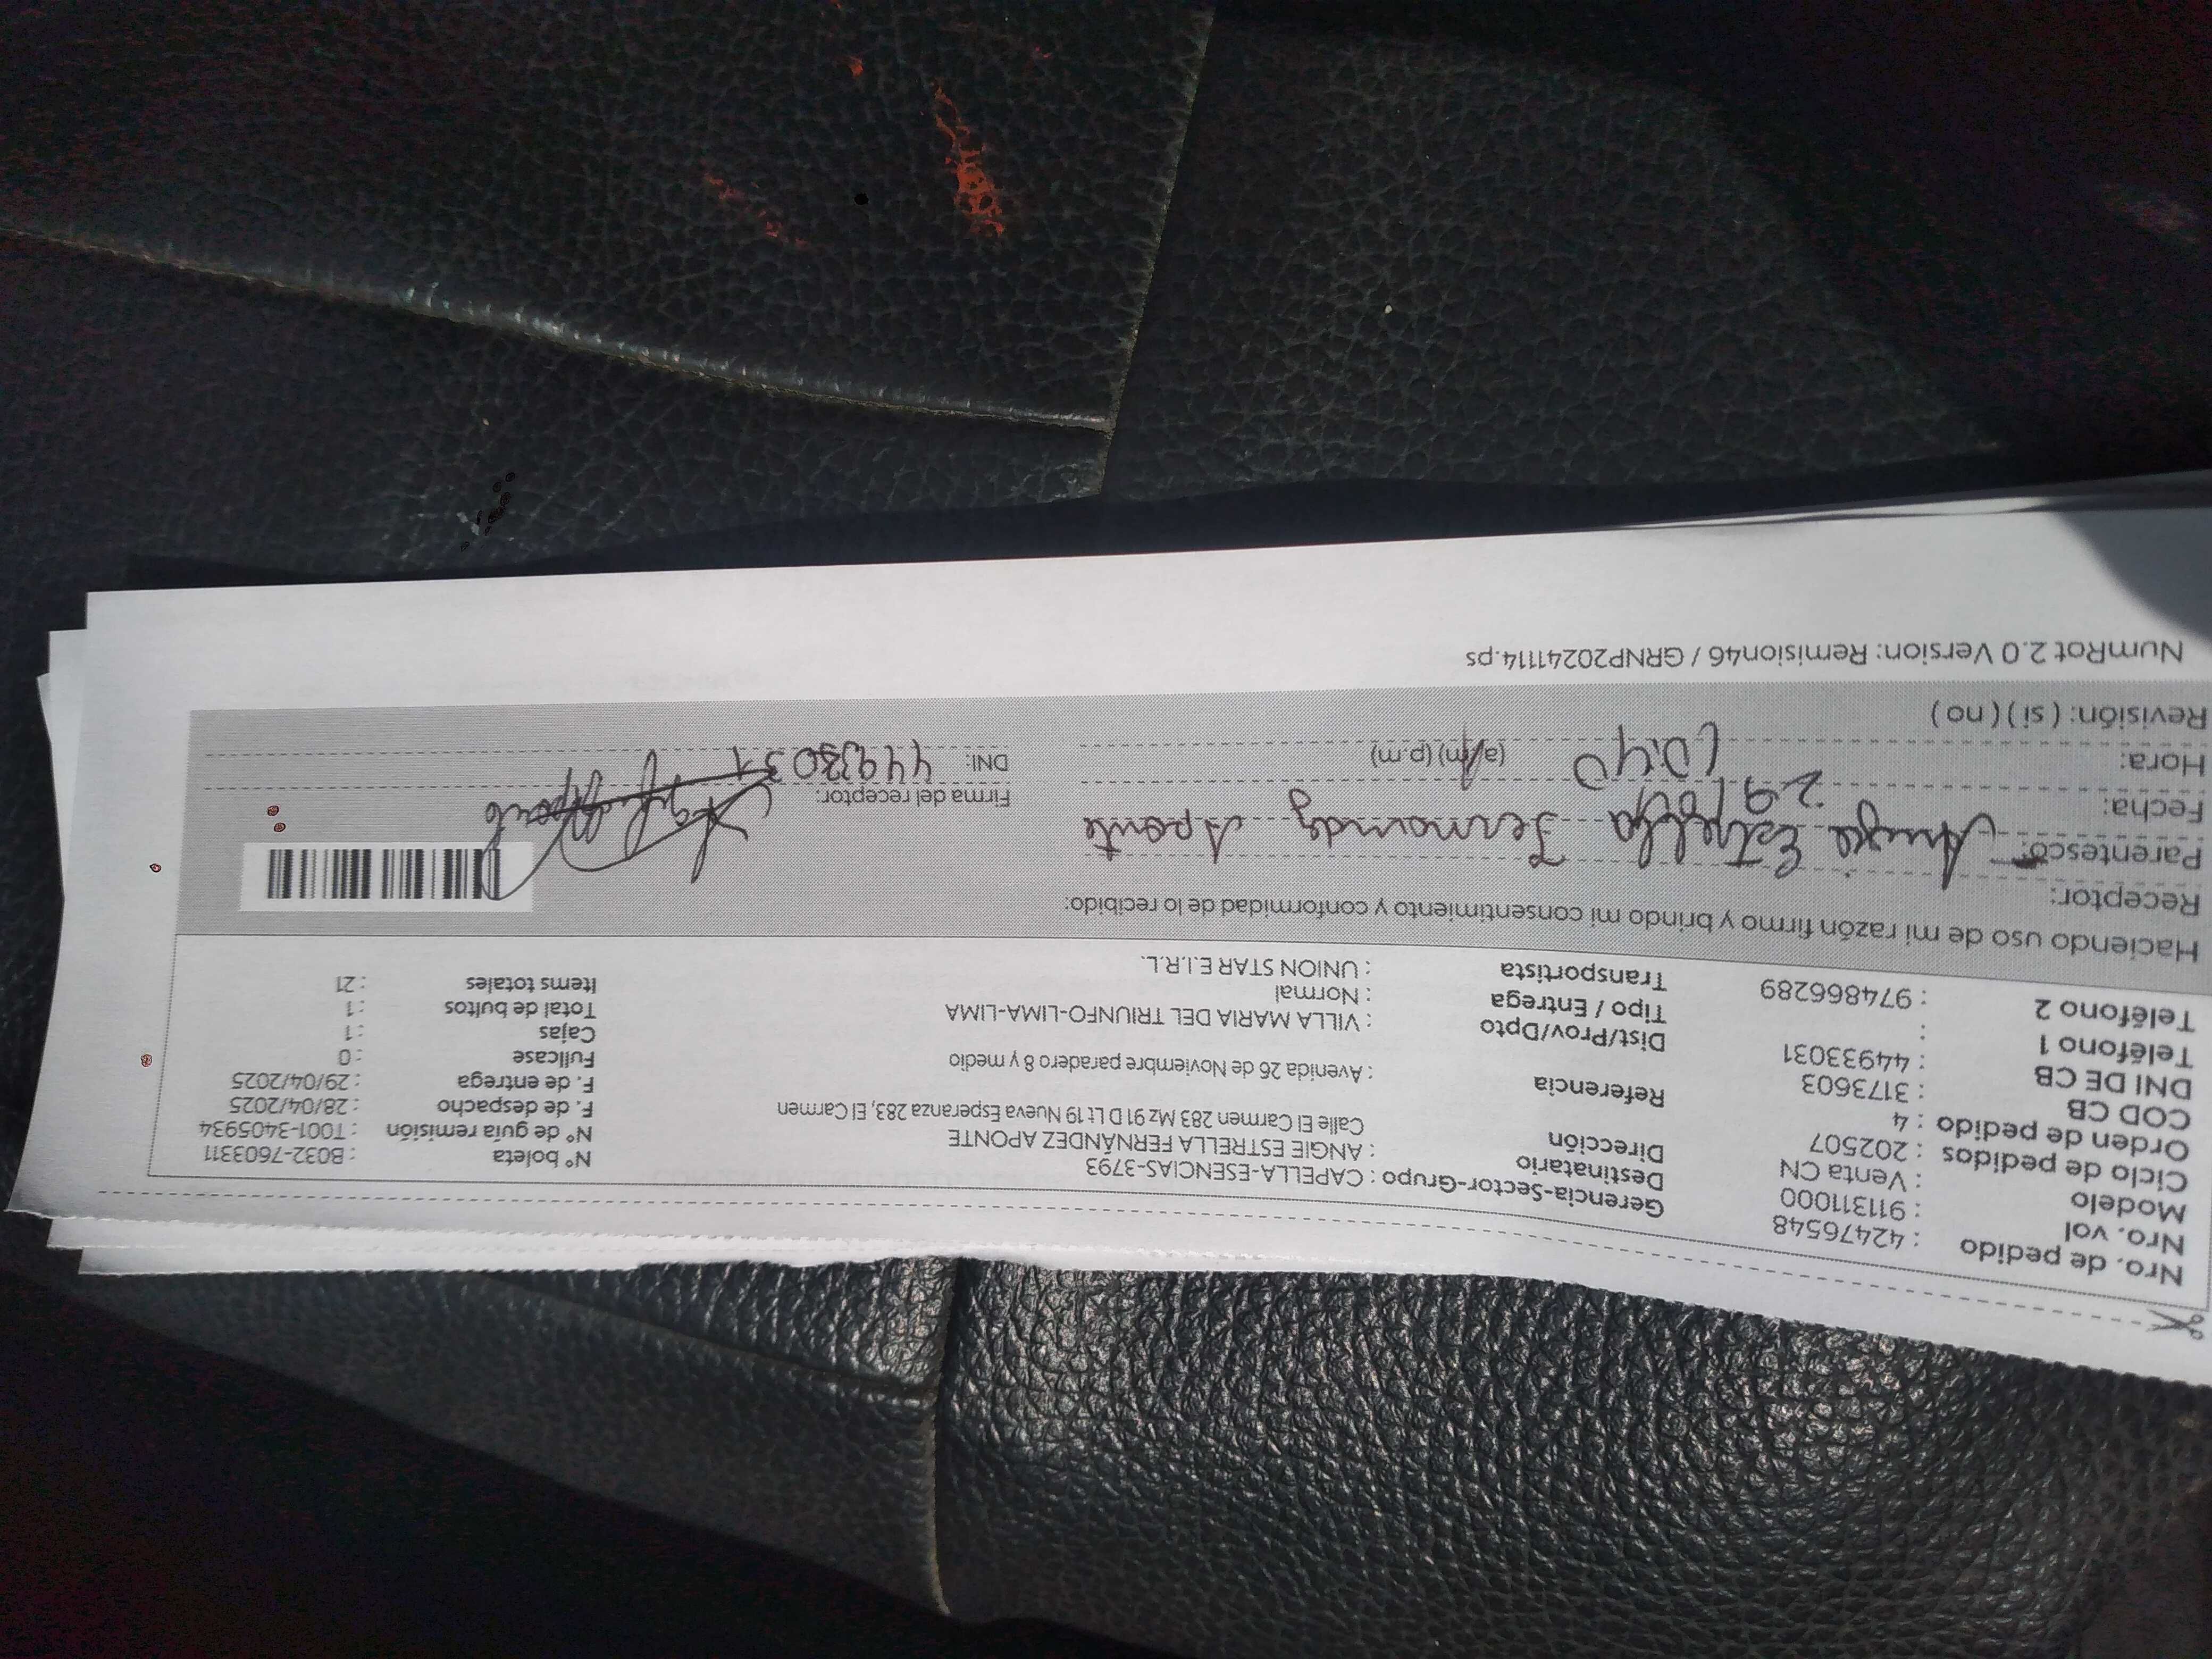 Nro. de pedido : 42476548
Nro. vol : 911311000
Modelo : Venta CN
Ciclo de pedidos : 202507
Orden de pedido : 4
COD CB : 3173603
DNI DE CB : 44933031
Teléfono 1 :
Teléfono 2 : 974866289
Gerencia-Sector-Grupo : CAPELLA-ESENCIAS-3793
Destinatario : ANGIE ESTRELLA FERNÁNDEZ APONTE
Dirección Calle El Carmen 283 Mz 91 D Lt 19 Nueva Esperanza 283, El Carmen
Referencia : Avenida 26 de Noviembre paradero 8 y medio
Dist/Prov/Dpto : VILLA MARIA DEL TRIUNFO-LIMA-LIMA
Tipo / Entrega : Normal
Transportista : UNION STAR E.I.R.L.
N° boleta : B032-7603311
N° de guía remisión : T001-3405934
F. de despacho : 28/04/2025
F. de entrega : 29/04/2025
Fullcase : 0
Cajas : 1
Total de bultos : 1
Items totales : 21
Haciendo uso de mi razón firmo y brindo mi consentimiento y conformidad de lo recibido:
Receptor:
Parentesco: Angie Estrella Fernandez Aponte
Fecha: 29/04
Hora: 10:40 (a.m) (p.m)
Revisión: ( si ) ( no )
Firma del receptor:
DNI: 44933031
NumRot 2.0 Version: Remision46 / GRNP20241114.ps